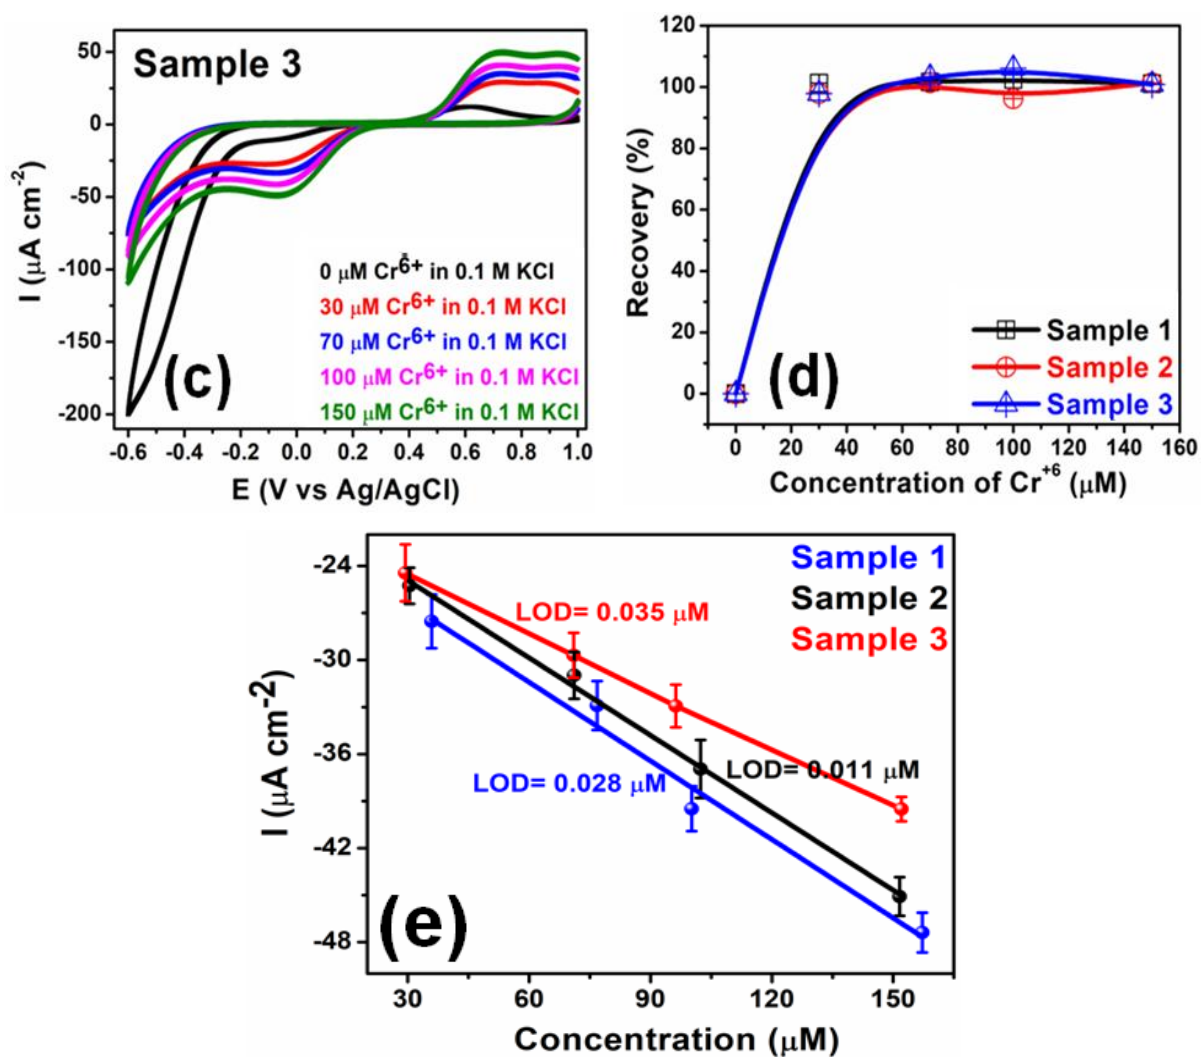 Sample 3
50
0
-50
-100
-150
-200
I (µA cm-2)
0 µM Cr6+ in 0.1 M KCl
30 µM Cr6+ in 0.1 M KCl
70 µM Cr6+ in 0.1 M KCl
100 µM Cr6+ in 0.1 M KCl
150 µM Cr6+ in 0.1 M KCl
(c)
-0.6 -0.4 -0.2 0.0 0.2 0.4 0.6 0.8 1.0
E (V vs Ag/AgCl)
120
100
80
60
40
20
0
Recovery (%)
Sample 1
Sample 2
Sample 3
(d)
0 20 40 60 80 100 120 140 160
Concentration of Cr+6 (µM)
-24
-30
-36
-42
-48
I (µA cm-2)
Sample 1
Sample 2
Sample 3
LOD= 0.035 µM
LOD= 0.011 µM
LOD= 0.028 µM
(e)
30 60 90 120 150
Concentration (µM)